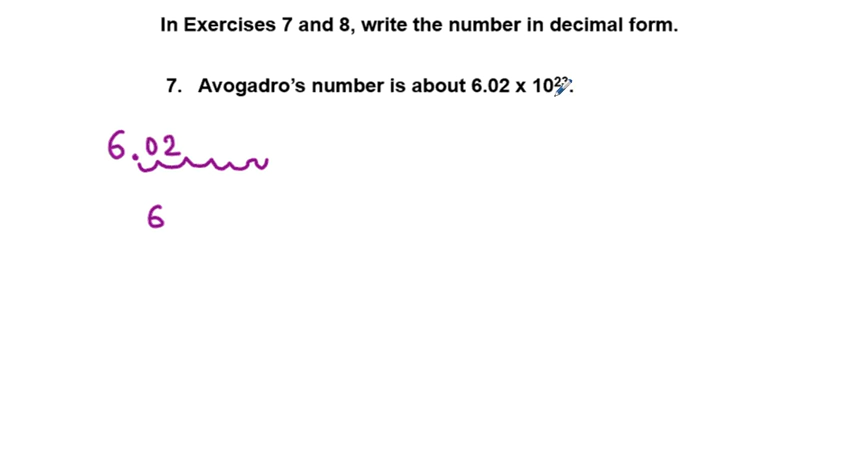 In Exercises 7 and 8, write the number in decimal form.
7. Avogadro's number is about 6.02 x 10²³.
6.02
6